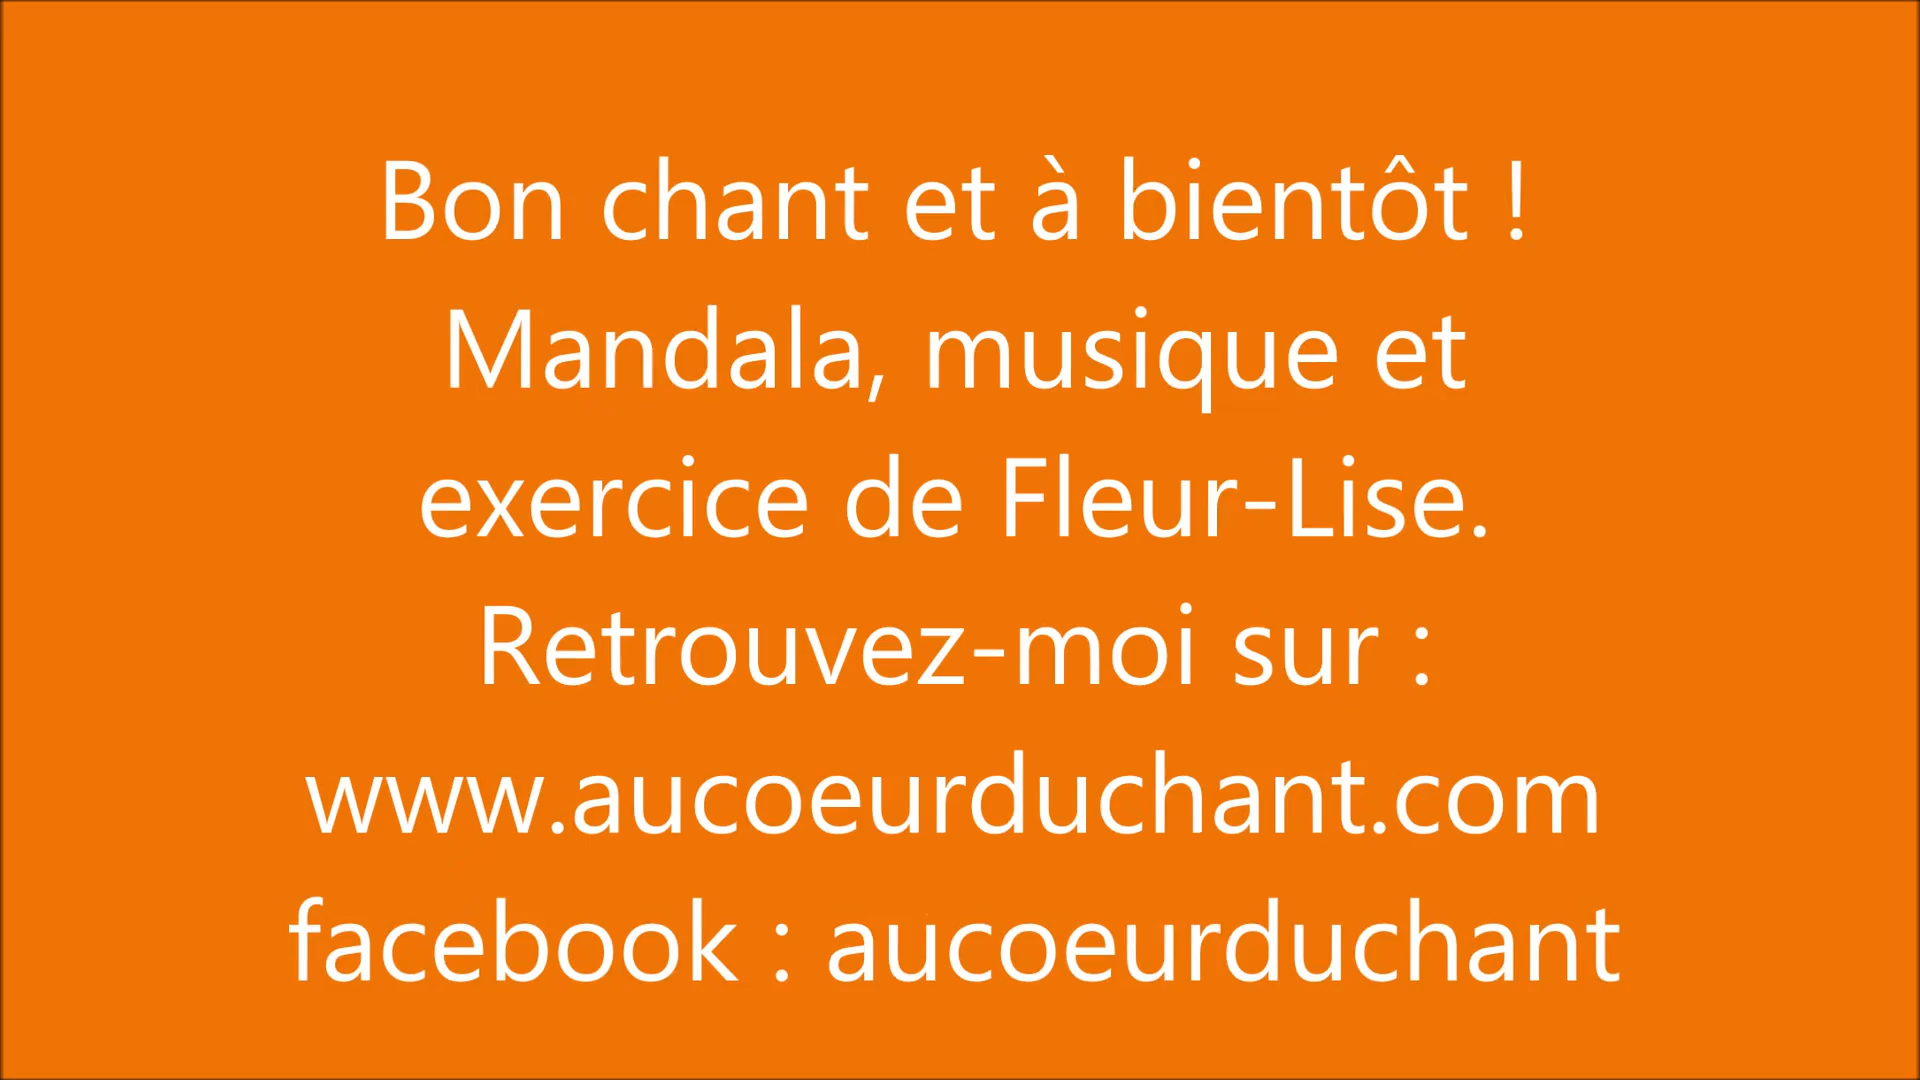 Bon chant et à bientôt !
Mandala, musique et
exercice de Fleur-Lise.
Retrouvez-moi sur :
www.aucoeurduchant.com
facebook : aucoeurduchant